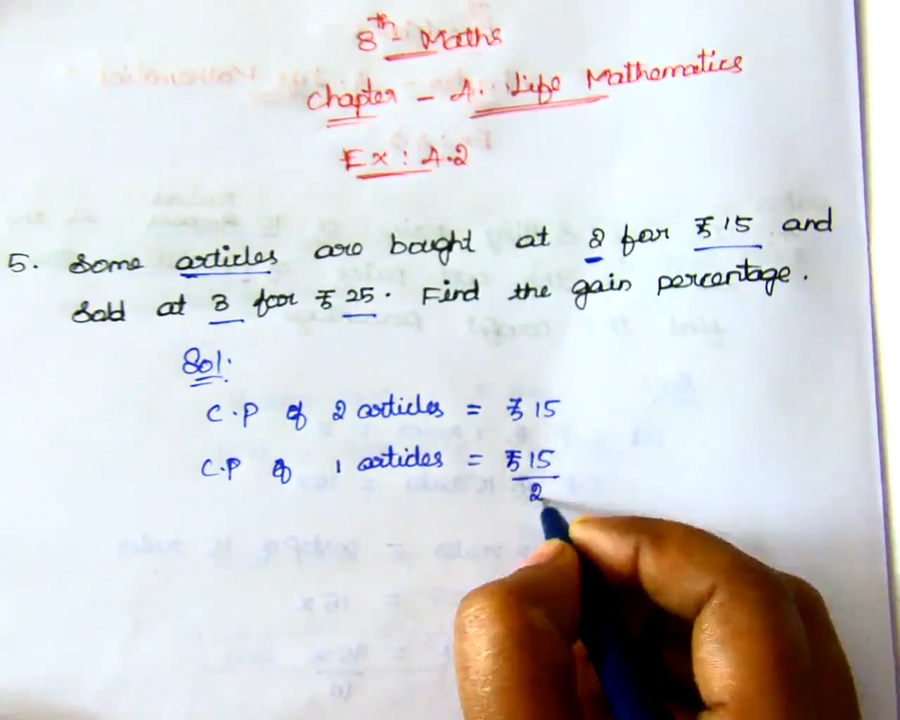 8th Maths
Chapter - 4. Life Mathematics
Ex: 4.2
5. Some articles are bought at 2 for ₹15 and
Sold at 3 for ₹25. Find the gain percentage.
Sol:
C.P of 2 articles = ₹15
C.P of 1 articles = ₹15/2